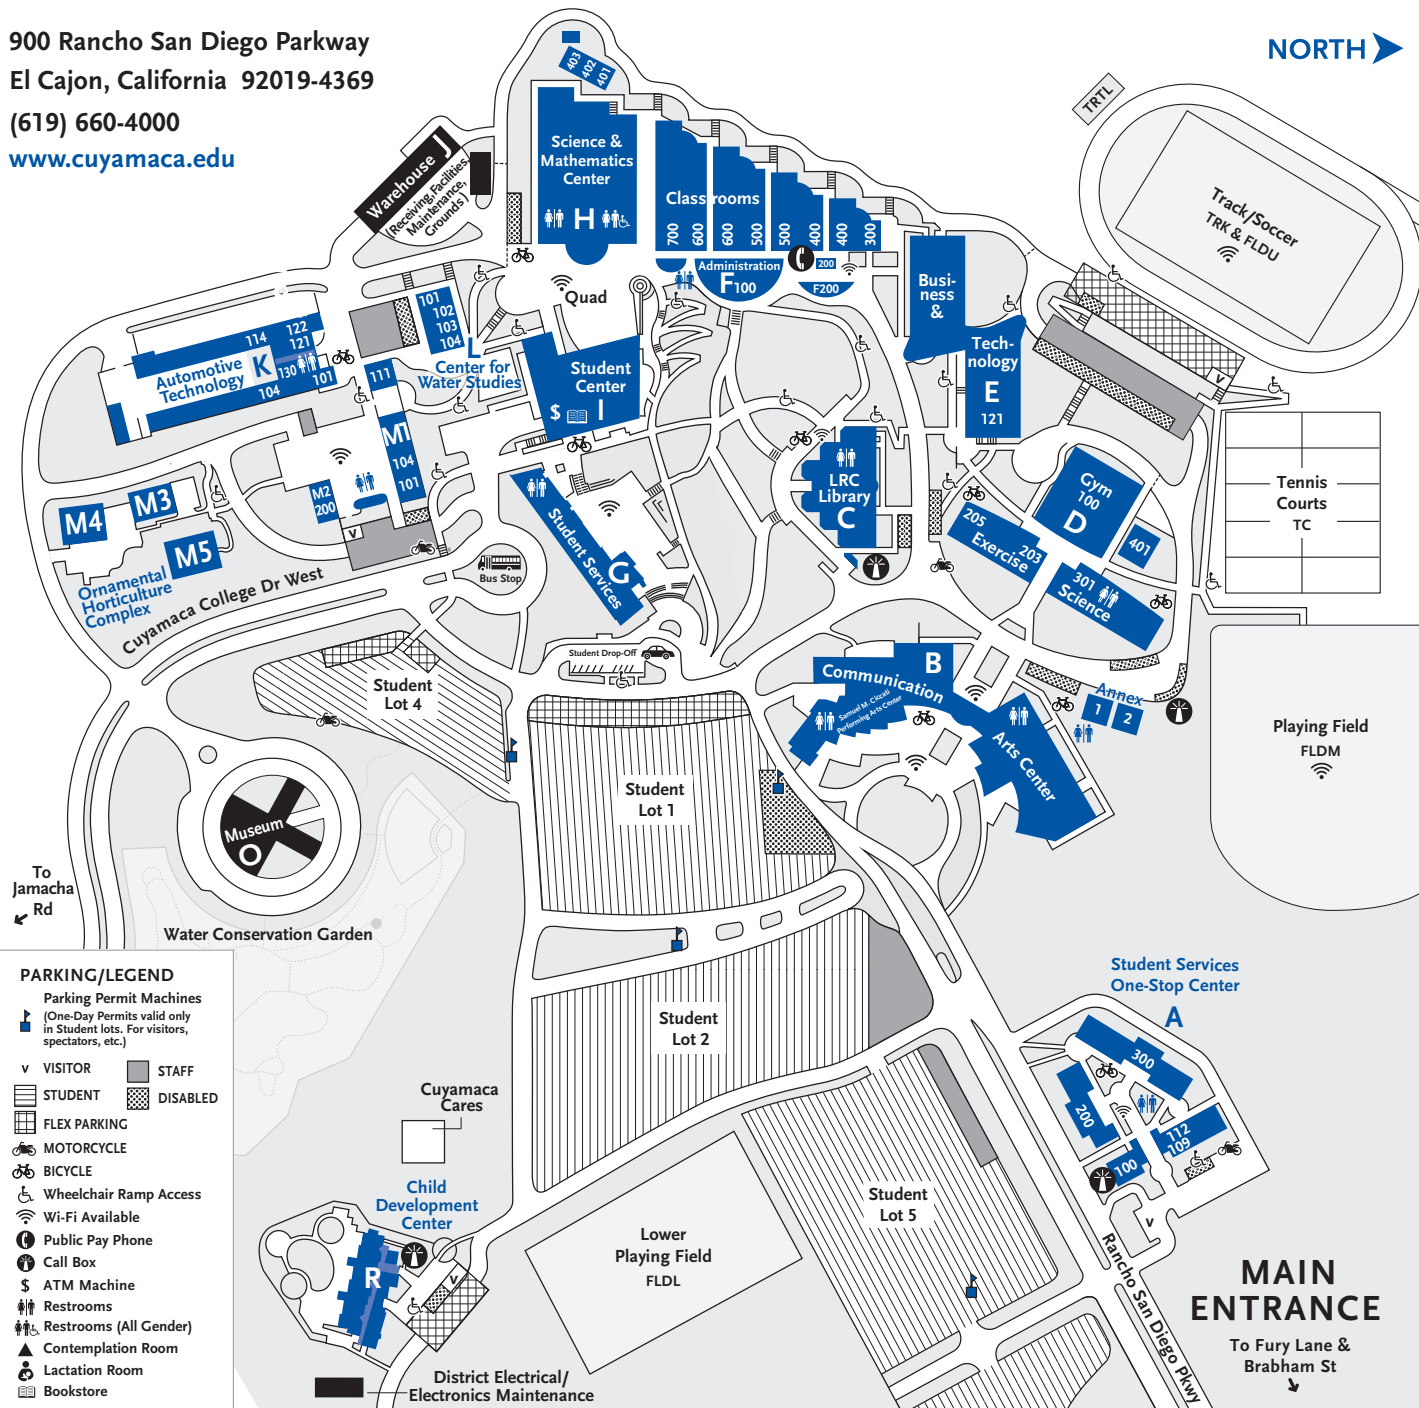 900 Rancho San Diego Parkway
El Cajon, California 92019-4369
(619) 660-4000
www.cuyamaca.edu
NORTH
403
402
401
TRTL
Warehouse J
(Receiving, Facilities,
Maintenance,
Grounds)
Science &
Mathematics
Center
H
Classrooms
700
600
600
500
500
400
400
300
Administration
F100
200
F200
Quad
Track/Soccer
TRK & FLDU
Busi-
ness
&
Tech-
nology
E
121
V
101
102
103
104
L
Center for
Water Studies
114
122
121
Automotive
Technology
K
130
101
104
111
Student
Center
$
I
M1
104
101
M2
200
V
M3
M4
M5
Ornamental
Horticulture
Complex
Cuyamaca College Dr West
Bus Stop
Student Services
G
LRC
Library
C
Gym
100
D
401
205
203
Exercise
301
Science
Tennis
Courts
TC
Student Drop-Off
Student
Lot 4
B
Communication
Samuel M. Ciccati
Performing Arts Center
Arts Center
Annex
1
2
Playing Field
FLDM
Student
Lot 1
Museum
O
To
Jamacha
Rd
Water Conservation Garden
Student
Lot 2
Student Services
One-Stop Center
A
300
200
112
109
100
V
Cuyamaca
Cares
Child
Development
Center
R
V
Lower
Playing Field
FLDL
Student
Lot 5
Rancho San Diego Pkwy
MAIN
ENTRANCE
To Fury Lane &
Brabham St
District Electrical/
Electronics Maintenance
PARKING/LEGEND
Parking Permit Machines
(One-Day Permits valid only
in Student lots. For visitors,
spectators, etc.)
V VISITOR
STAFF
STUDENT
DISABLED
FLEX PARKING
MOTORCYCLE
BICYCLE
Wheelchair Ramp Access
Wi-Fi Available
Public Pay Phone
Call Box
$ ATM Machine
Restrooms
Restrooms (All Gender)
Contemplation Room
Lactation Room
Bookstore